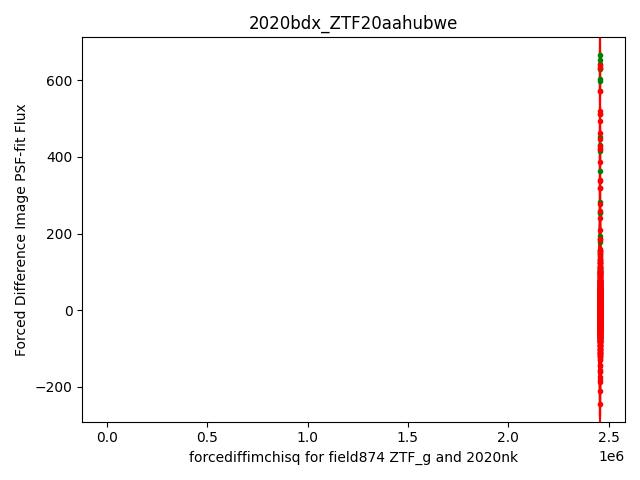 2020bdx_ZTF20aahubwe
Forced Difference Image PSF-fit Flux
600
400
200
0
−200
0.0 0.5 1.0 1.5 2.0 2.5
1e6
forcediffimchisq for field874 ZTF_g and 2020nk